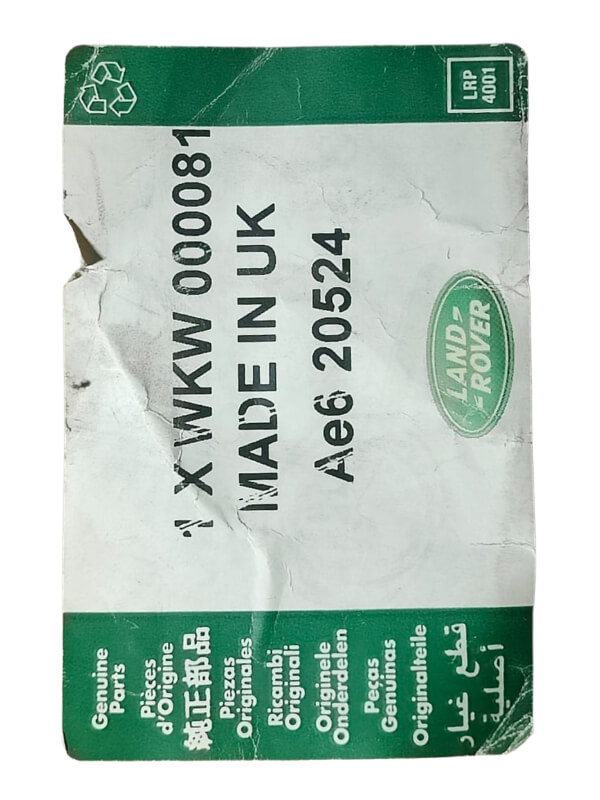 LRP
4001
1 X WKW 000081
MADE IN UK
Ae6 20524
LAND-
-ROVER
Genuine
Parts
Pièces
d'Origine
純正部品
Piezas
Originales
Ricambi
Originali
Originele
Onderdelen
Peças
Genuinas
Originalteile
قطع غيار
أصلية